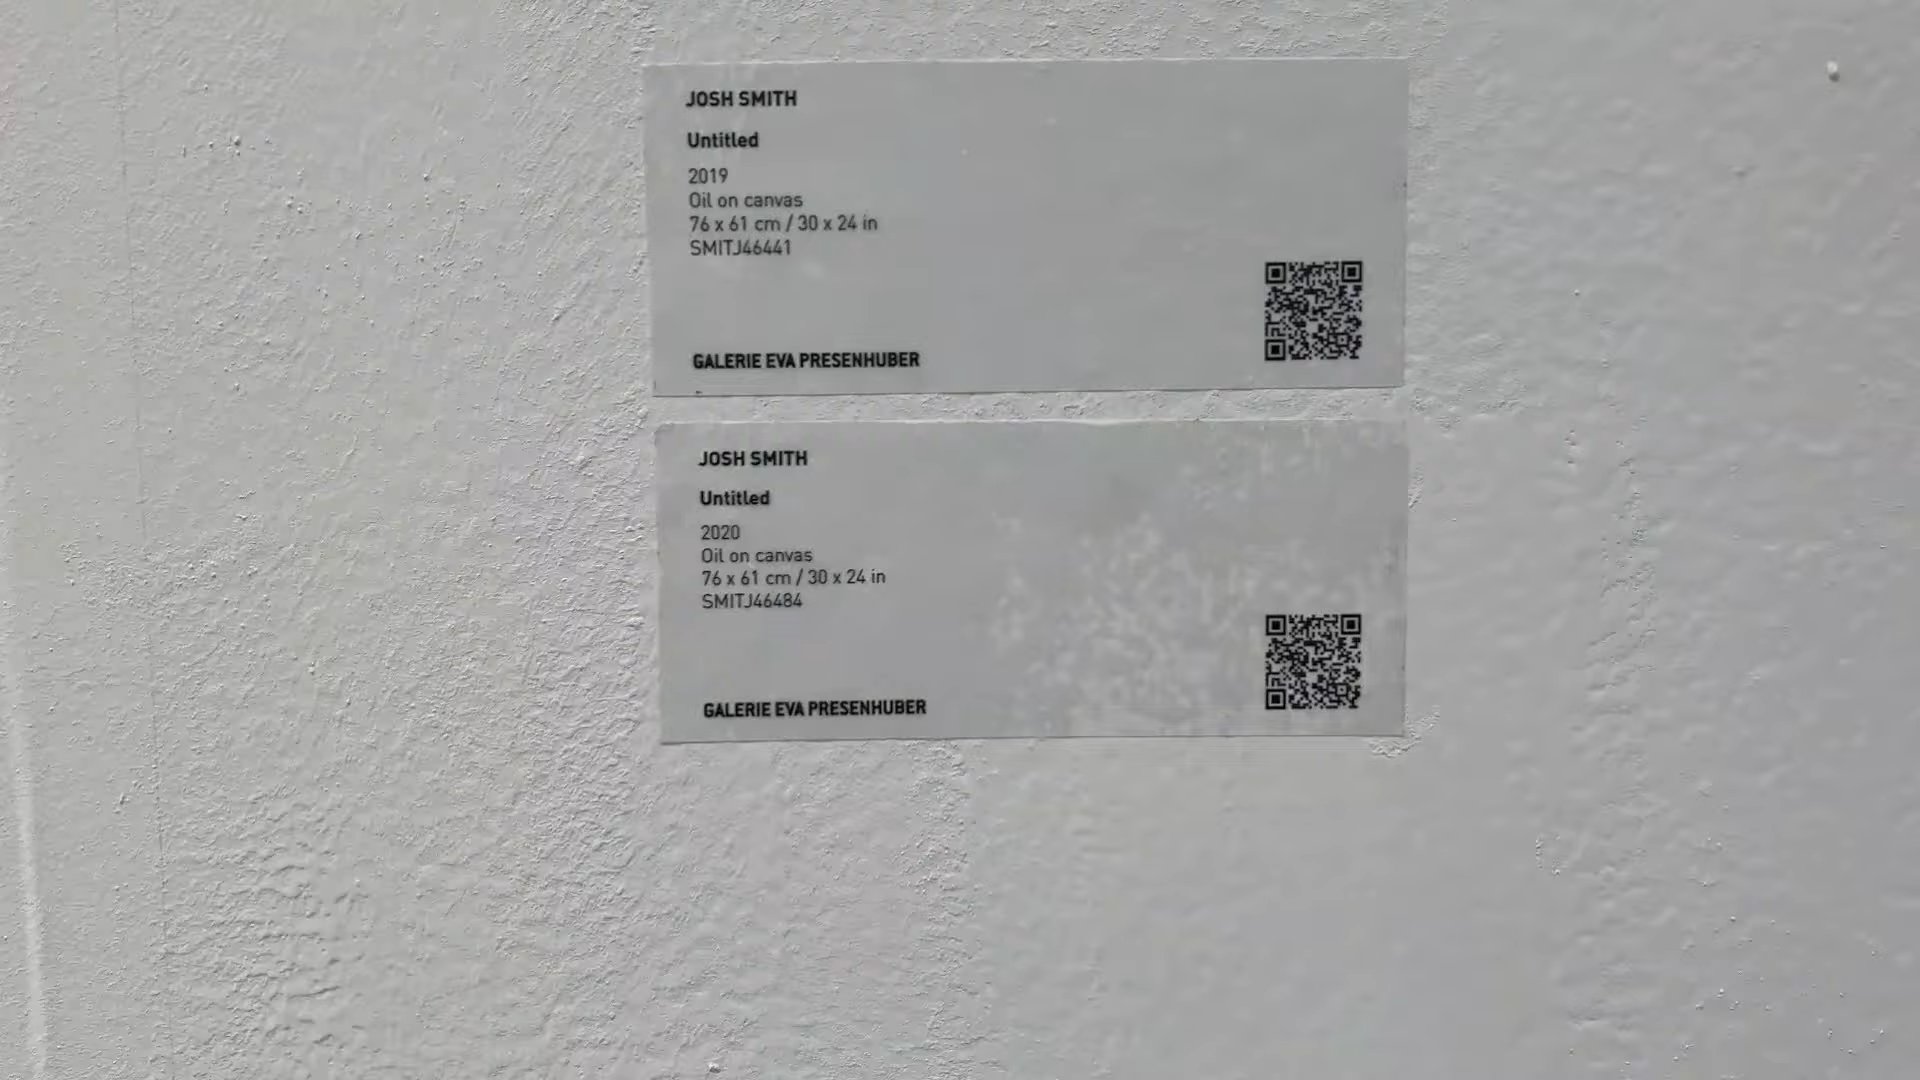 JOSH SMITH
Untitled
2019
Oil on canvas
76 x 61 cm / 30 x 24 in
SMITJ46441
GALERIE EVA PRESENHUBER
JOSH SMITH
Untitled
2020
Oil on canvas
76 x 61 cm / 30 x 24 in
SMITJ46484
GALERIE EVA PRESENHUBER